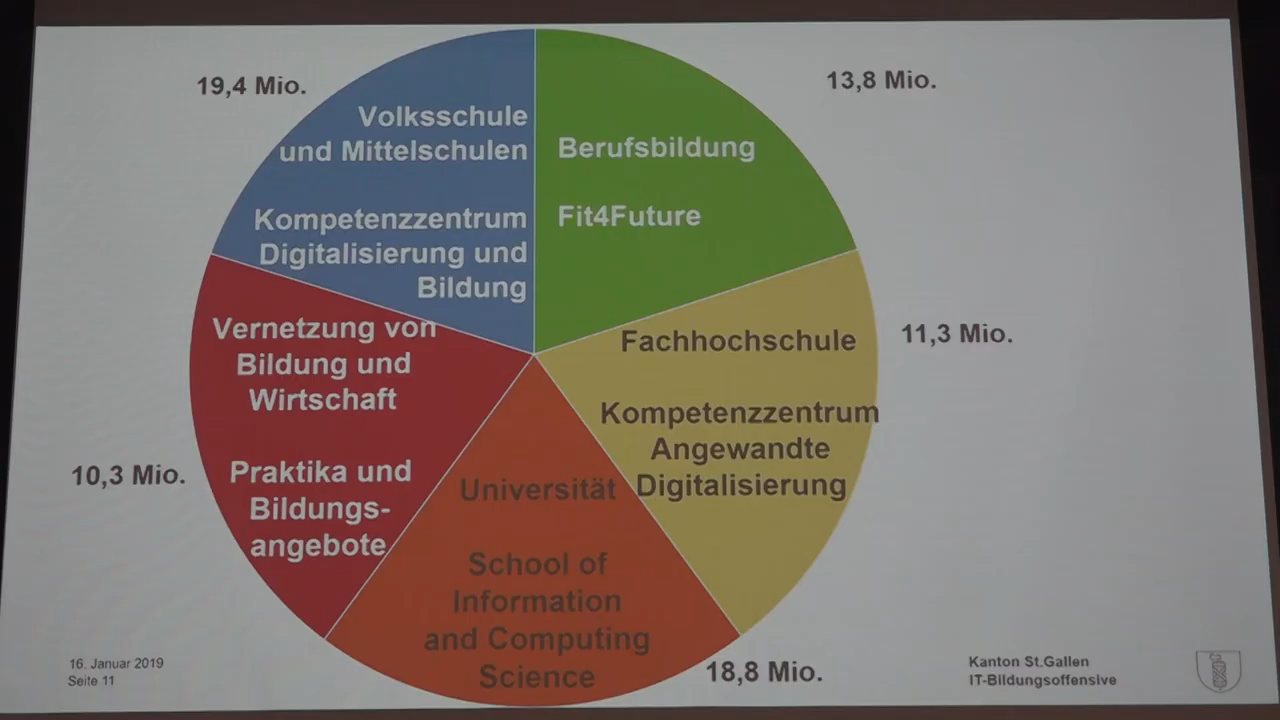 19,4 Mio.
Volksschule
und Mittelschulen
Kompetenzzentrum
Digitalisierung und
Bildung
13,8 Mio.
Berufsbildung
Fit4Future
Vernetzung von
Bildung und
Wirtschaft
Praktika und
Bildungs-
angebote
10,3 Mio.
Fachhochschule
Kompetenzzentrum
Angewandte
Digitalisierung
11,3 Mio.
Universität
School of
Information
and Computing
Science
18,8 Mio.
16. Januar 2019
Seite 11
Kanton St.Gallen
IT-Bildungsoffensive